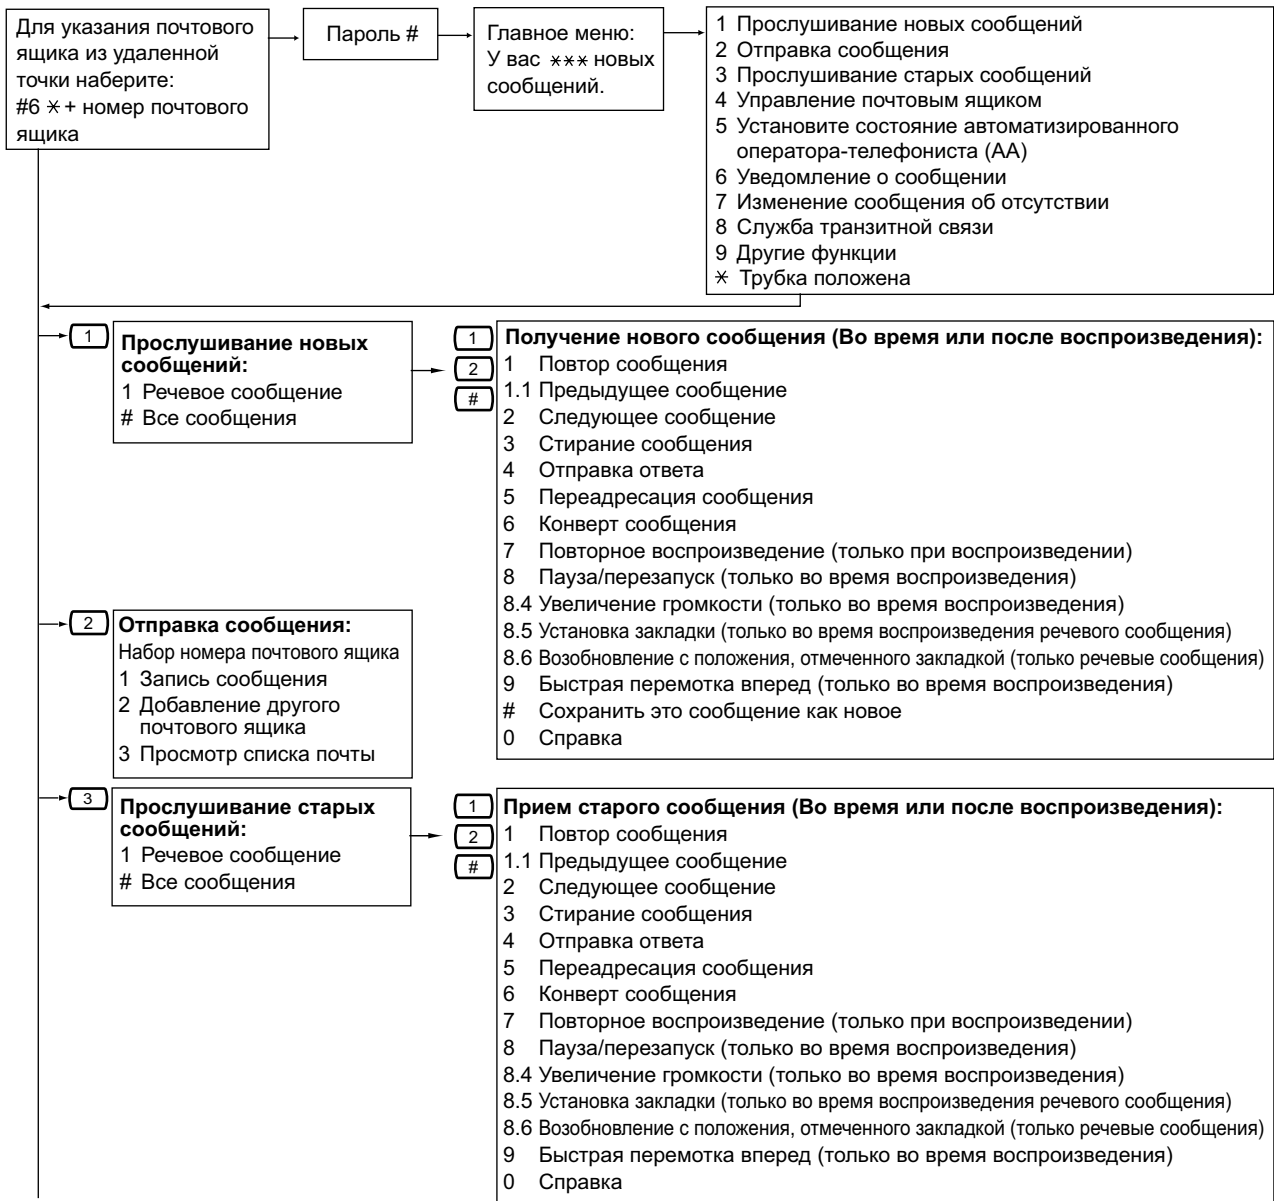 Для указания почтового
ящика из удаленной
точки наберите:
#6 ✳ + номер почтового
ящика
Пароль #
Главное меню:
У вас ✳✳✳ новых
сообщений.
1 Прослушивание новых сообщений
2 Отправка сообщения
3 Прослушивание старых сообщений
4 Управление почтовым ящиком
5 Установите состояние автоматизированного
оператора-телефониста (AA)
6 Уведомление о сообщении
7 Изменение сообщения об отсутствии
8 Служба транзитной связи
9 Другие функции
✳ Трубка положена
1
Прослушивание новых
сообщений:
1 Речевое сообщение
# Все сообщения
1
2
#
Получение нового сообщения (Во время или после воспроизведения):
1 Повтор сообщения
1.1 Предыдущее сообщение
2 Следующее сообщение
3 Стирание сообщения
4 Отправка ответа
5 Переадресация сообщения
6 Конверт сообщения
7 Повторное воспроизведение (только при воспроизведении)
8 Пауза/перезапуск (только во время воспроизведения)
8.4 Увеличение громкости (только во время воспроизведения)
8.5 Установка закладки (только во время воспроизведения речевого сообщения)
8.6 Возобновление с положения, отмеченного закладкой (только речевые сообщения)
9 Быстрая перемотка вперед (только во время воспроизведения)
# Сохранить это сообщение как новое
0 Справка
2
Отправка сообщения:
Набор номера почтового ящика
1 Запись сообщения
2 Добавление другого
почтового ящика
3 Просмотр списка почты
3
Прослушивание старых
сообщений:
1 Речевое сообщение
# Все сообщения
1
2
#
Прием старого сообщения (Во время или после воспроизведения):
1 Повтор сообщения
1.1 Предыдущее сообщение
2 Следующее сообщение
3 Стирание сообщения
4 Отправка ответа
5 Переадресация сообщения
6 Конверт сообщения
7 Повторное воспроизведение (только при воспроизведении)
8 Пауза/перезапуск (только во время воспроизведения)
8.4 Увеличение громкости (только во время воспроизведения)
8.5 Установка закладки (только во время воспроизведения речевого сообщения)
8.6 Возобновление с положения, отмеченного закладкой (только речевые сообщения)
9 Быстрая перемотка вперед (только во время воспроизведения)
0 Справка